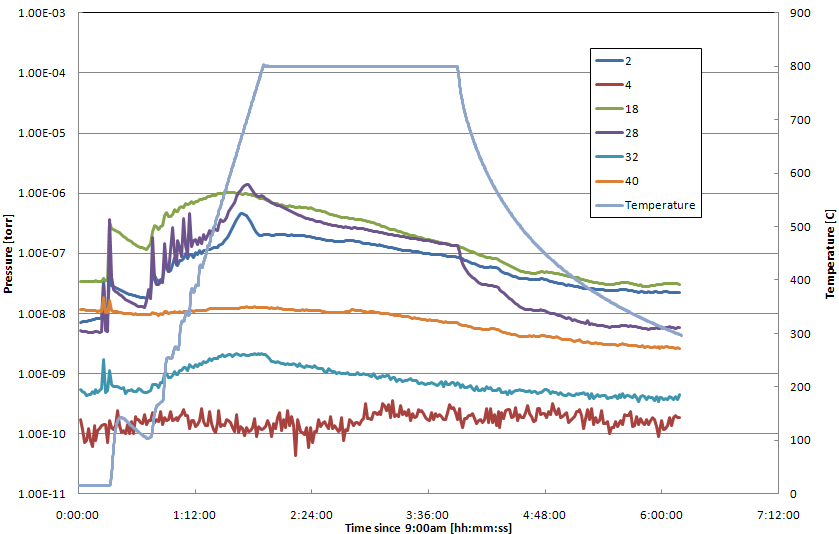 1.00E-03
1.00E-04
1.00E-05
1.00E-06
1.00E-07
1.00E-08
1.00E-09
1.00E-10
1.00E-11
Pressure [torr]
900
800
700
600
500
400
300
200
100
0
Temperature [C]
2
4
18
28
32
40
Temperature
0:00:00 1:12:00 2:24:00 3:36:00 4:48:00 6:00:00 7:12:00
Time since 9:00am [hh:mm:ss]